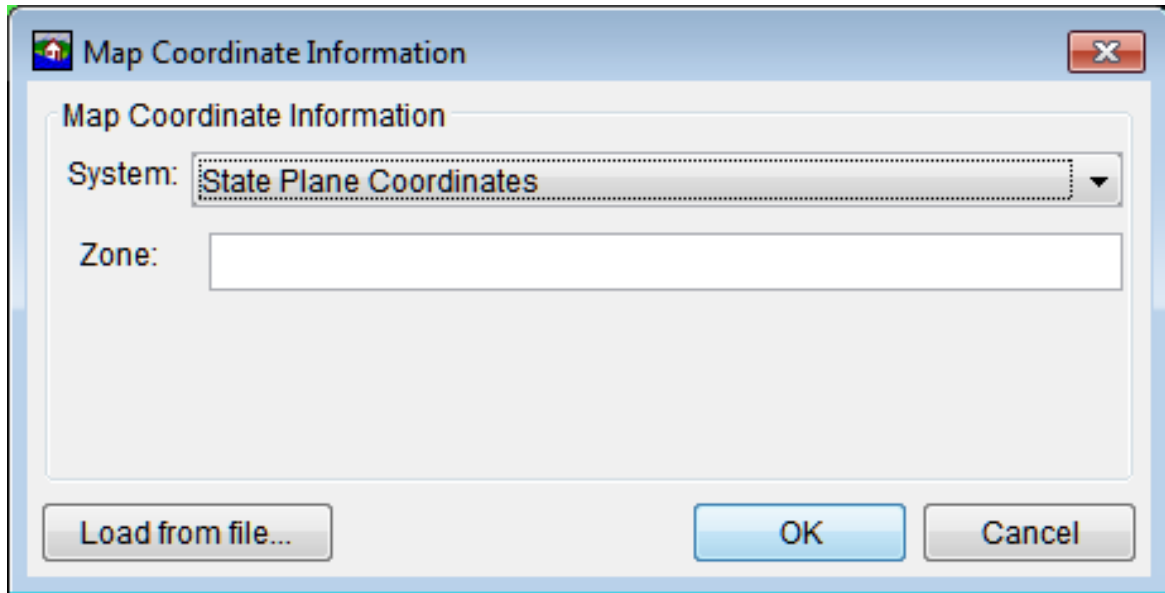 Map Coordinate Information
Map Coordinate Information
System: State Plane Coordinates
Zone:
Load from file... OK Cancel